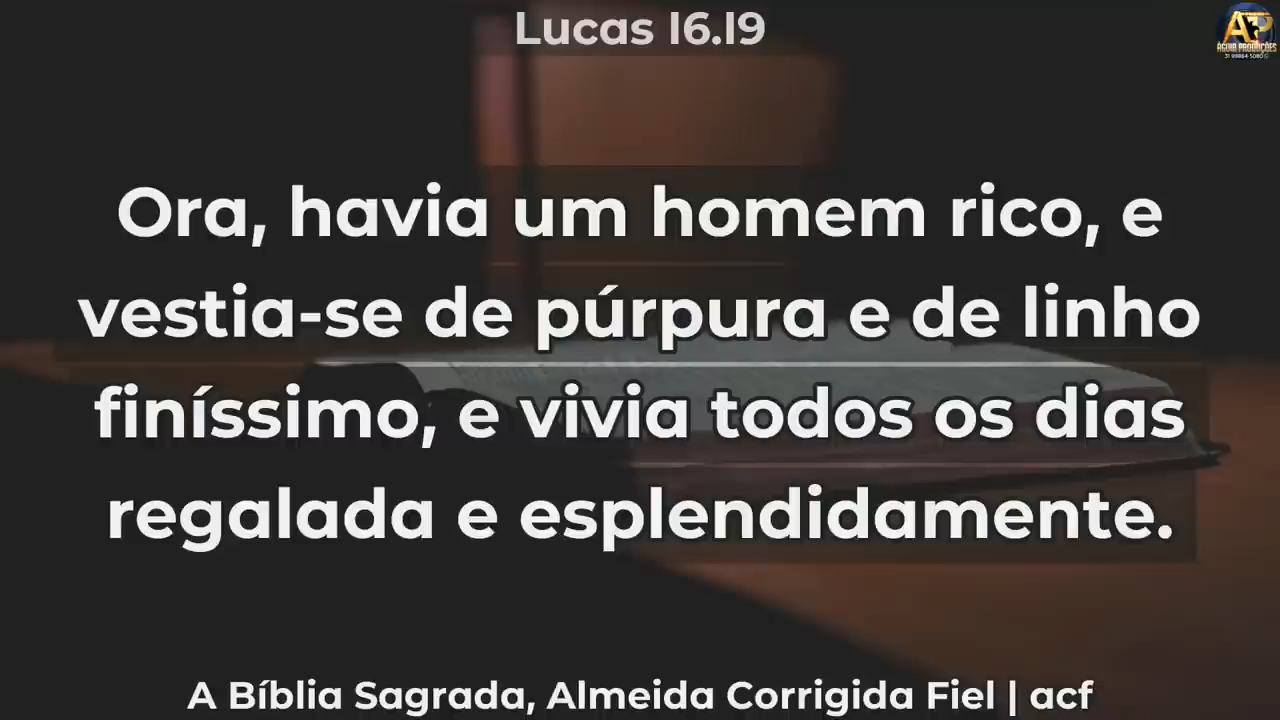 Lucas 16.19
Ora, havia um homem rico, e
vestia-se de púrpura e de linho
finíssimo, e vivia todos os dias
regalada e esplendidamente.
A Bíblia Sagrada, Almeida Corrigida Fiel | acf